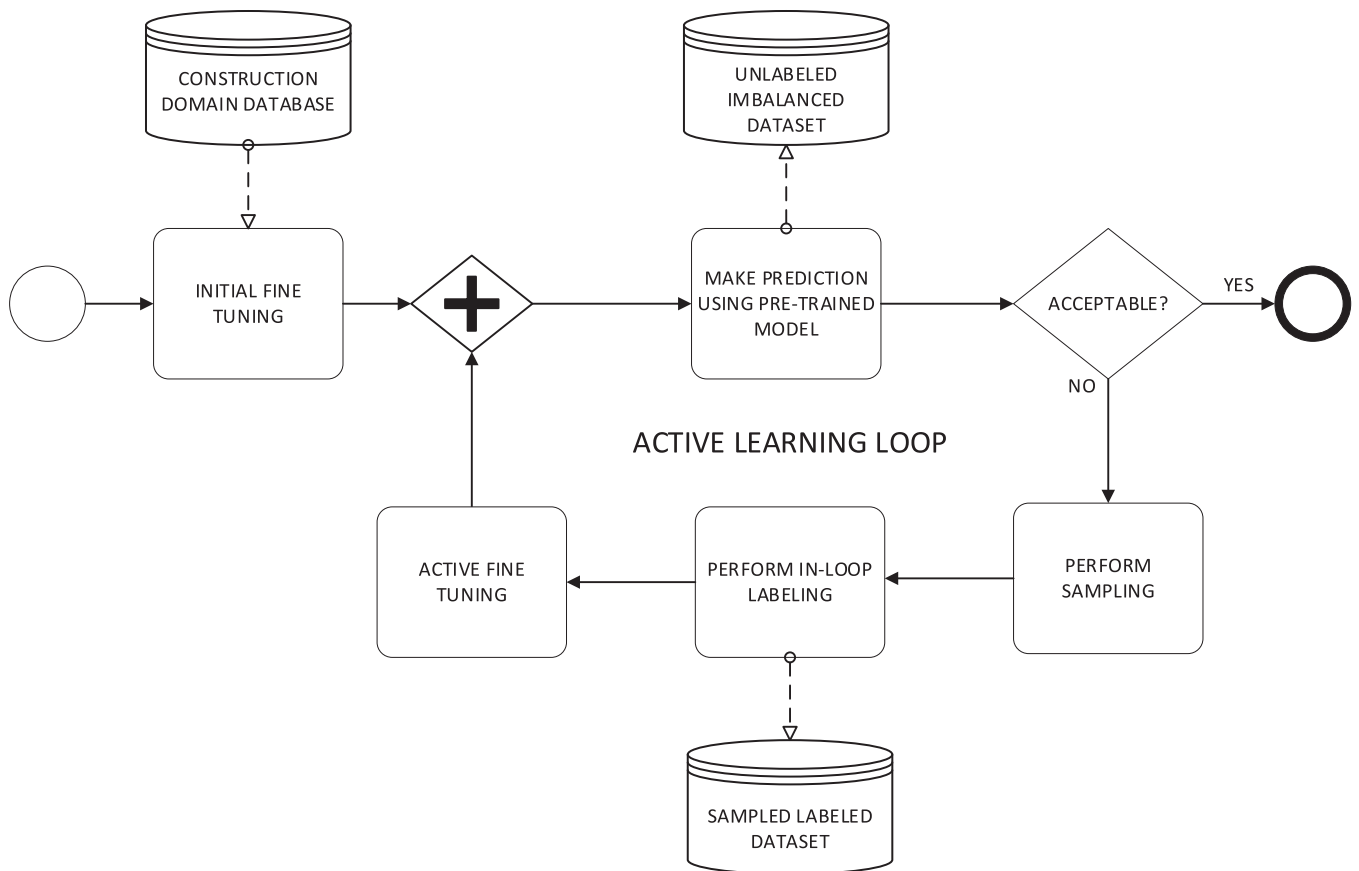 CONSTRUCTION
DOMAIN DATABASE
UNLABELED
IMBALANCED
DATASET
INITIAL FINE
TUNING
MAKE PREDICTION
USING PRE-TRAINED
MODEL
ACCEPTABLE?
YES
NO
ACTIVE LEARNING LOOP
ACTIVE FINE
TUNING
PERFORM IN-LOOP
LABELING
PERFORM
SAMPLING
SAMPLED LABELED
DATASET